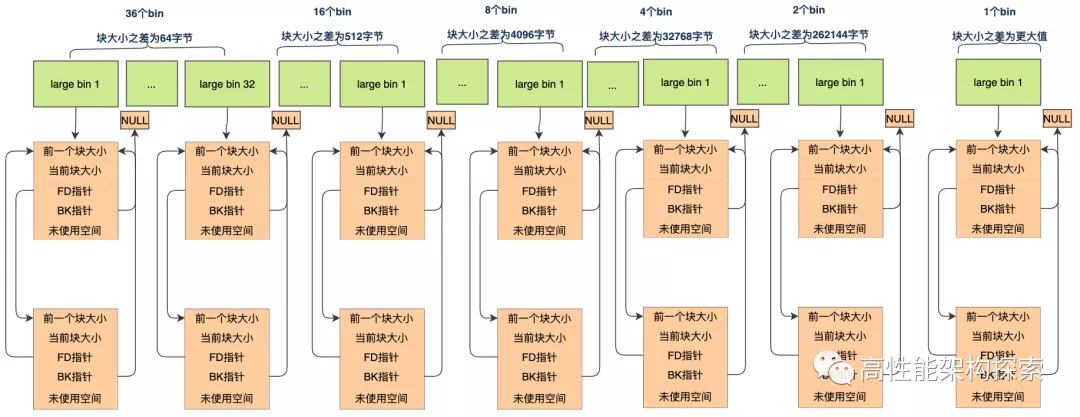 36个bin
16个bin
8个bin
4个bin
2个bin
1个bin
块大小之差为64字节
块大小之差为512字节
块大小之差为4096字节
块大小之差为32768字节
块大小之差为262144字节
块大小之差为更大值
large bin 1
...
large bin 32
...
large bin 1
...
large bin 1
...
large bin 1
...
large bin 1
large bin 1
NULL
NULL
NULL
NULL
NULL
NULL
NULL
前一个块大小
当前块大小
FD指针
BK指针
未使用空间
前一个块大小
当前块大小
FD指针
BK指针
未使用空间
前一个块大小
当前块大小
FD指针
BK指针
未使用空间
前一个块大小
当前块大小
FD指针
BK指针
未使用空间
前一个块大小
当前块大小
FD指针
BK指针
未使用空间
前一个块大小
当前块大小
FD指针
BK指针
未使用空间
前一个块大小
当前块大小
FD指针
BK指针
未使用空间
前一个块大小
当前块大小
FD指针
BK指针
未使用空间
前一个块大小
当前块大小
FD指针
BK指针
未使用空间
前一个块大小
当前块大小
FD指针
BK指针
未使用空间
前一个块大小
当前块大小
FD指针
BK指针
未使用空间
前一个块大小
当前块大小
FD指针
BK指针
未使用空间
前一个块大小
当前块大小
FD指针
BK指针
未使用空间
前一个块大小
当前块大小
FD指针
BK指针
未使用空间
高性能架构探索